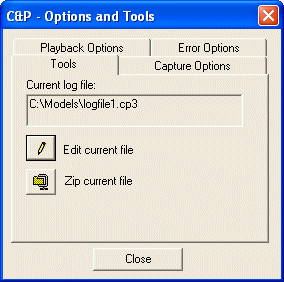 C&P - Options and Tools
Playback Options
Error Options
Tools
Capture Options
Current log file:
C:\Models\logfile1.cp3
Edit current file
Zip current file
Close